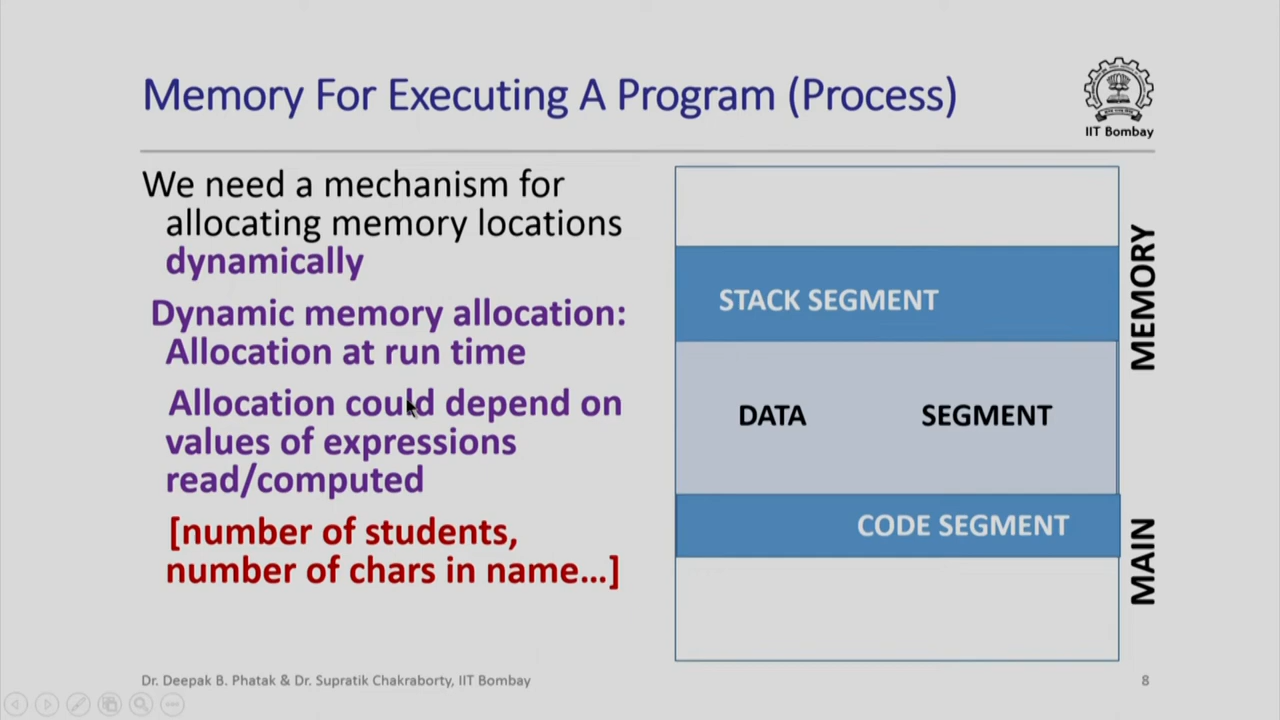 Memory For Executing A Program (Process)
IIT Bombay
We need a mechanism for
allocating memory locations
dynamically
Dynamic memory allocation:
Allocation at run time
Allocation could depend on
values of expressions
read/computed
[number of students,
number of chars in name...]
STACK SEGMENT
DATA SEGMENT
CODE SEGMENT
MAIN MEMORY
Dr. Deepak B. Phatak & Dr. Supratik Chakraborty, IIT Bombay
8